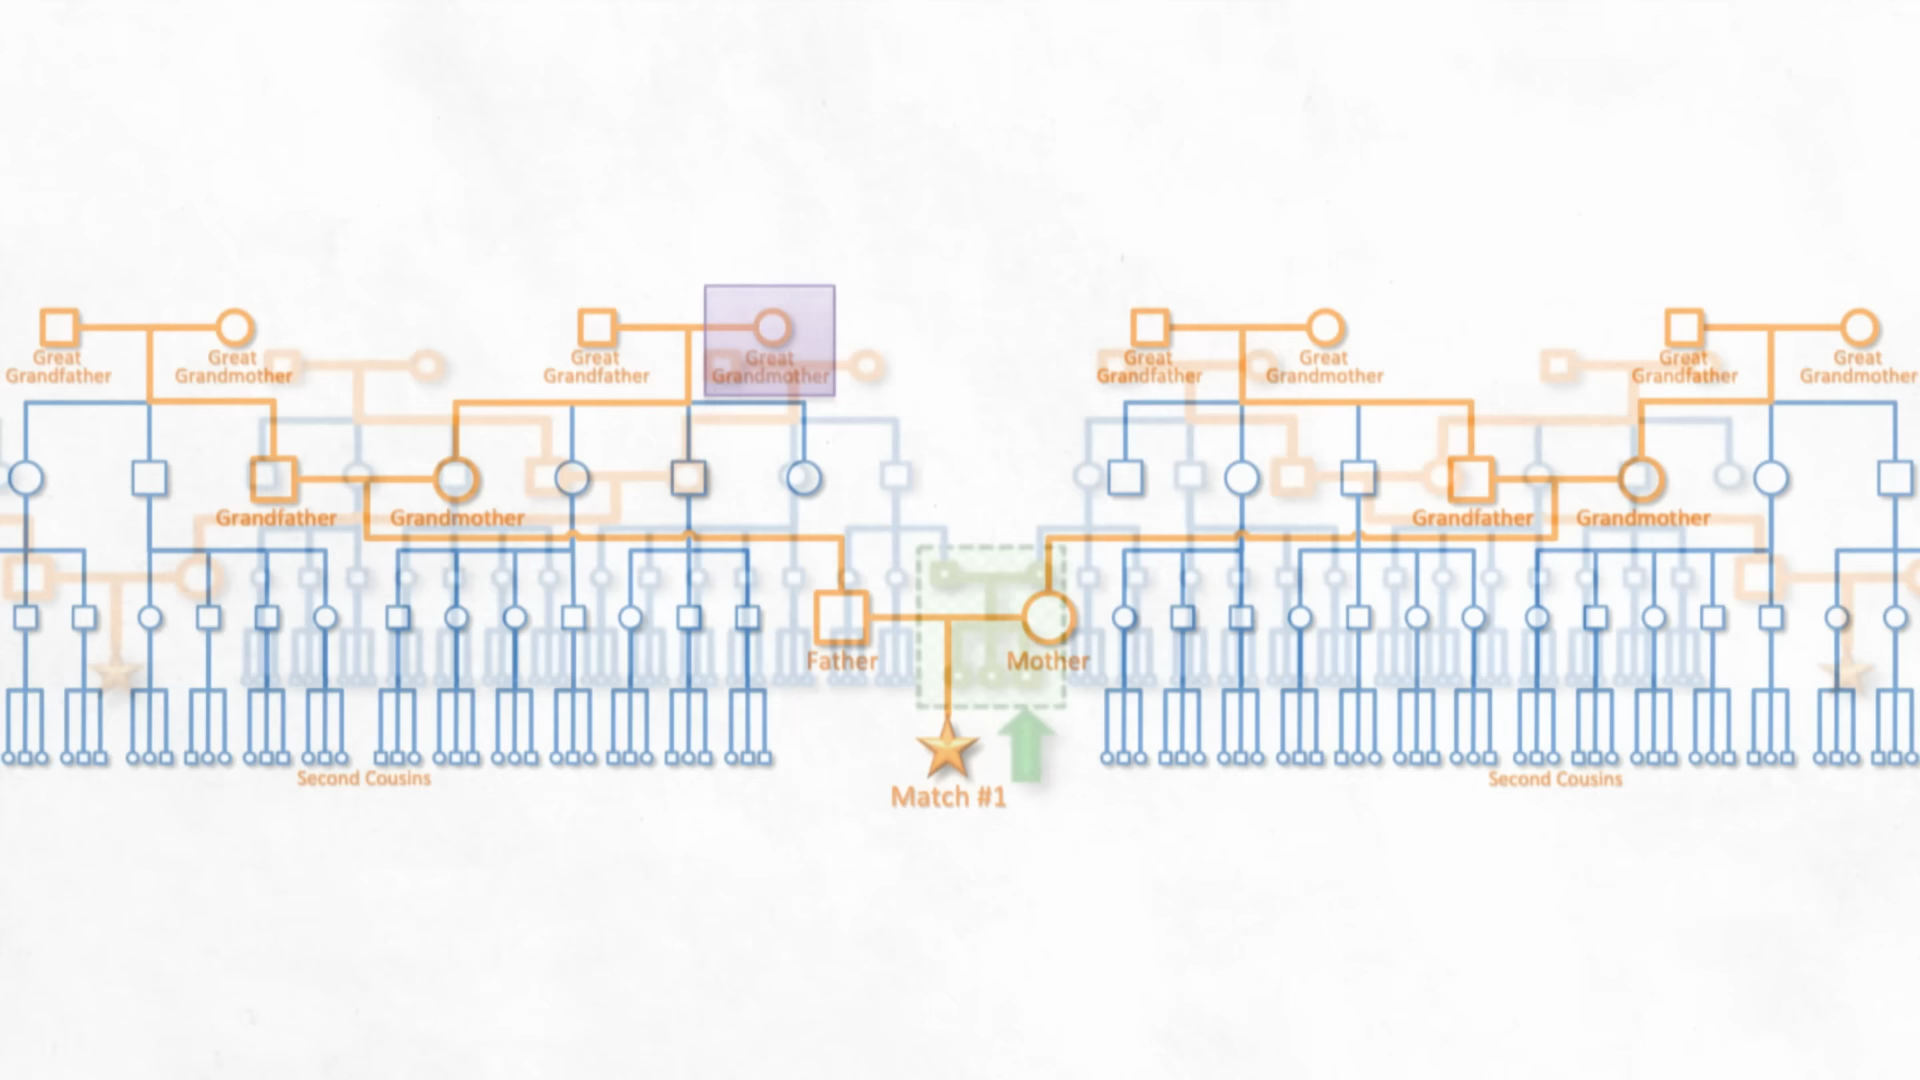 Great
Grandfather
Great
Grandmother
Great
Grandfather
Great
Grandmother
Great
Grandfather
Great
Grandmother
Great
Grandfather
Great
Grandmother
Grandfather
Grandmother
Grandfather
Grandmother
Father
Mother
Second Cousins
Match #1
Second Cousins